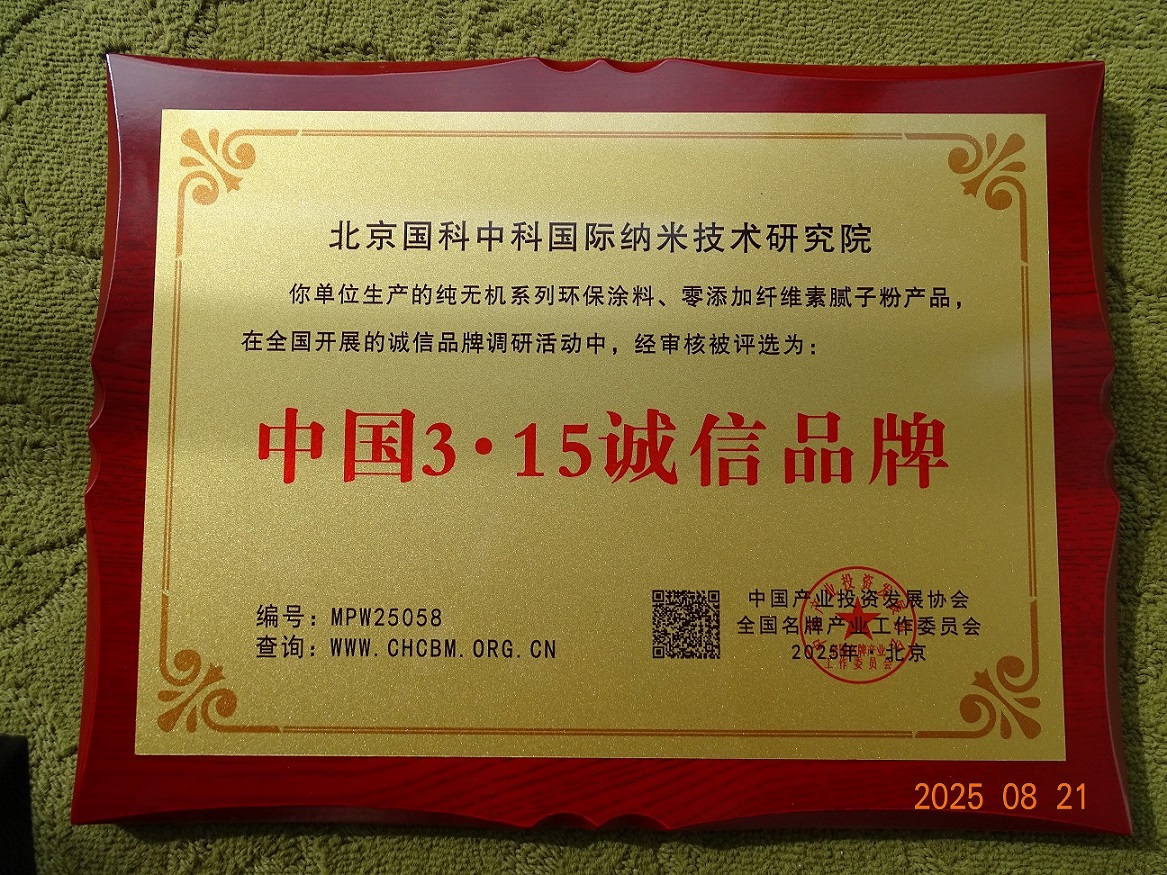 北京国科中科国际纳米技术研究院
你单位生产的纯无机系列环保涂料、零添加纤维素腻子粉产品，
在全国开展的诚信品牌调研活动中，经审核被评选为：
中国3·15诚信品牌
编号：MPW25058
查询：WWW.CHCBM.ORG.CN
中国产业投资发展协会
全国名牌产业工作委员会
2025年·北京
工作委员会
2025 08 21